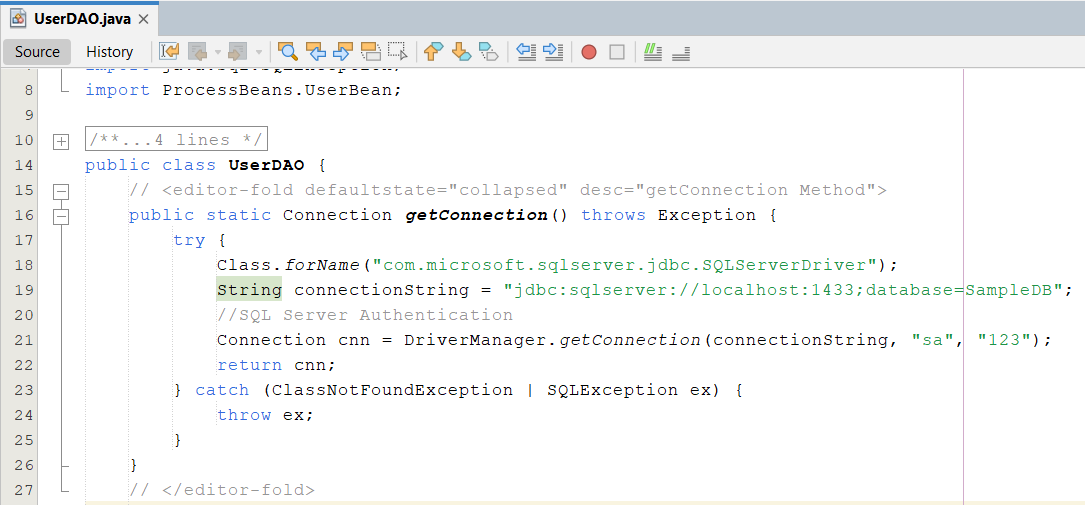 UserDAO.java
Source History
8 import ProcessBeans.UserBean;
9
10 /**...4 lines */
14 public class UserDAO {
15 // <editor-fold defaultstate="collapsed" desc="getConnection Method">
16 public static Connection getConnection() throws Exception {
17 try {
18 Class.forName("com.microsoft.sqlserver.jdbc.SQLServerDriver");
19 String connectionString = "jdbc:sqlserver://localhost:1433;database=SampleDB";
20 //SQL Server Authentication
21 Connection cnn = DriverManager.getConnection(connectionString, "sa", "123");
22 return cnn;
23 } catch (ClassNotFoundException | SQLException ex) {
24 throw ex;
25 }
26 }
27 // </editor-fold>